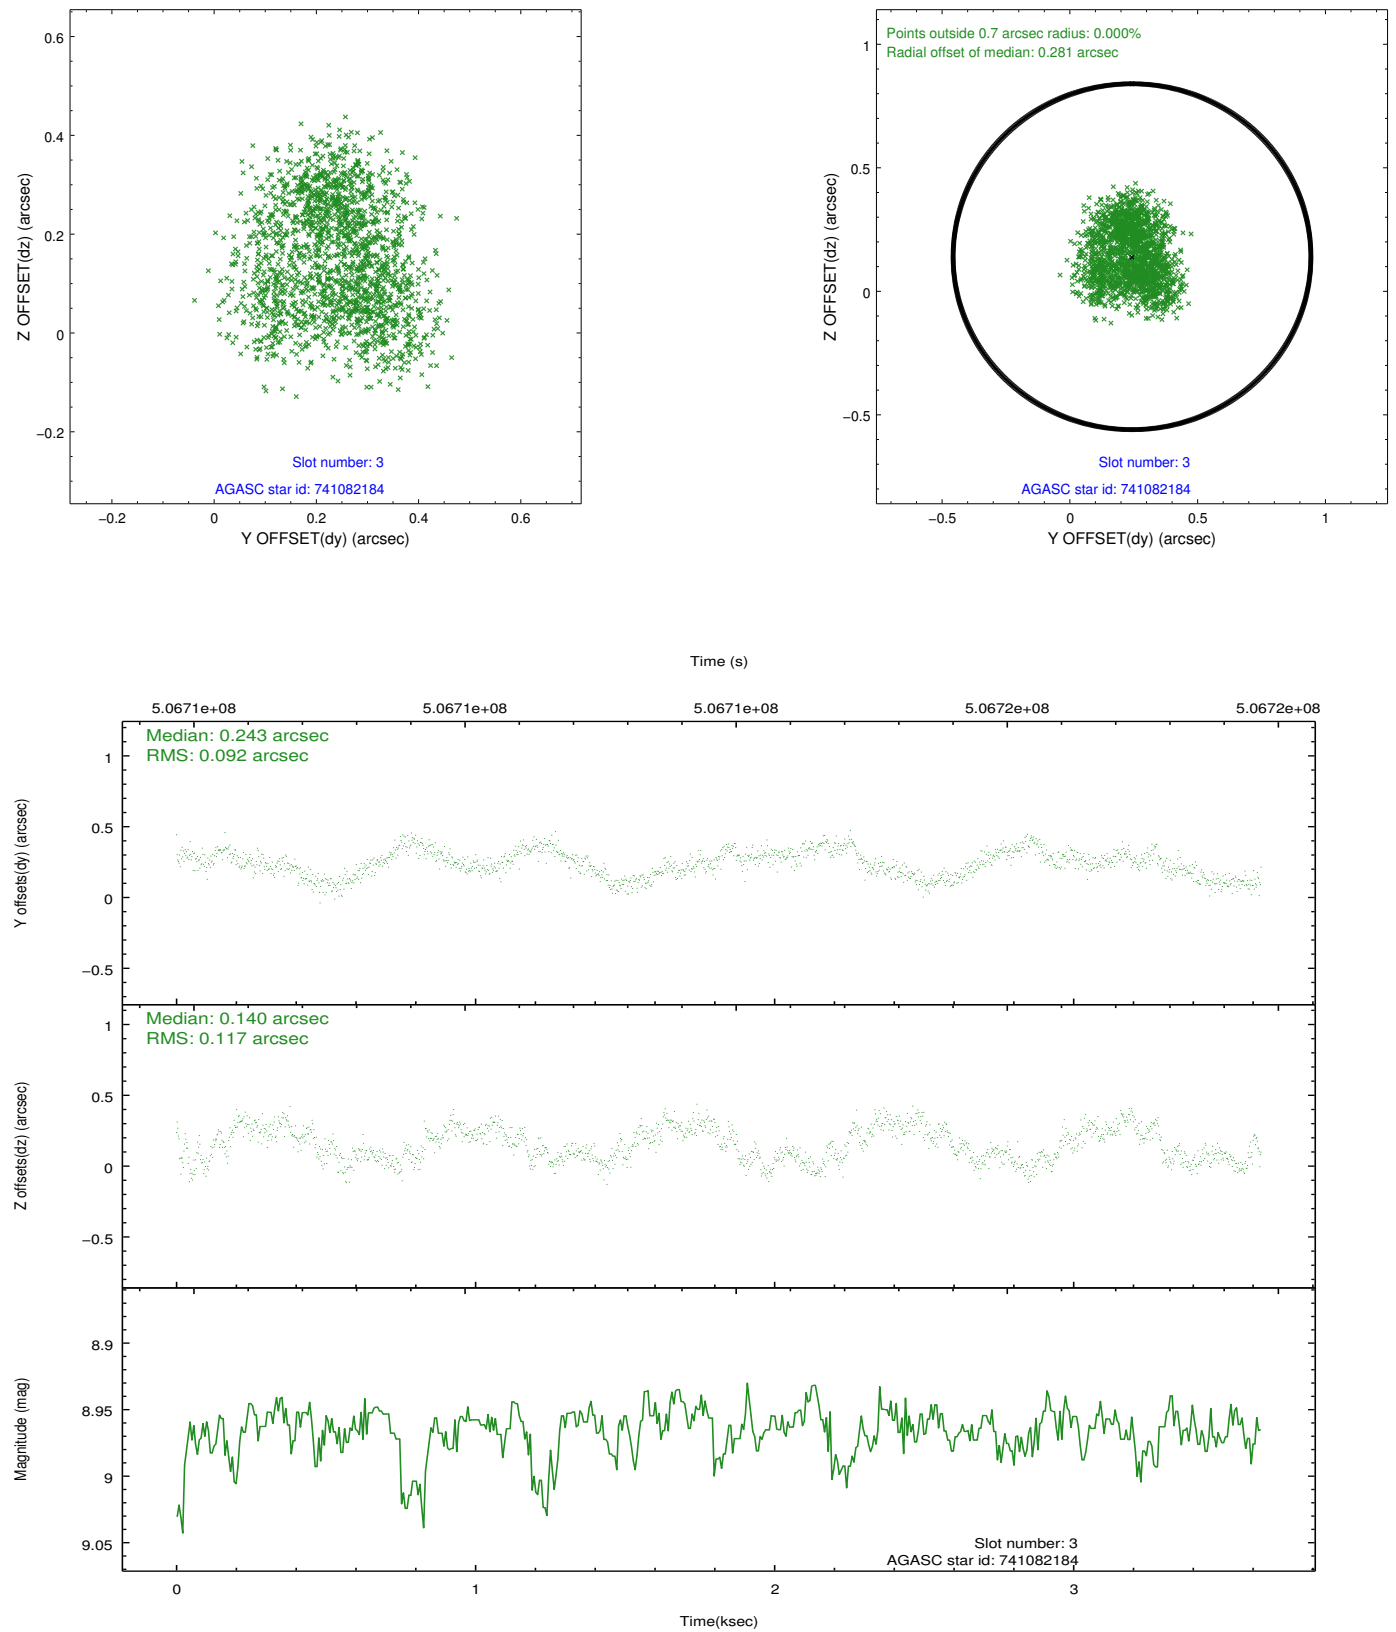 0.6
0.4
0.2
0
−0.2
Z OFFSET(dz) (arcsec)
Slot number: 3
AGASC star id: 741082184
−0.2 0 0.2 0.4 0.6
Y OFFSET(dy) (arcsec)
Points outside 0.7 arcsec radius: 0.000%
Radial offset of median: 0.281 arcsec
1
0.5
0
−0.5
Z OFFSET(dz) (arcsec)
Slot number: 3
AGASC star id: 741082184
−0.5 0 0.5 1
Y OFFSET(dy) (arcsec)
Time (s)
5.0671e+08 5.0671e+08 5.0671e+08 5.0672e+08 5.0672e+08
Median: 0.243 arcsec
RMS: 0.092 arcsec
1
0.5
0
−0.5
Y offsets(dy) (arcsec)
Median: 0.140 arcsec
RMS: 0.117 arcsec
1
0.5
0
−0.5
Z offsets(dz) (arcsec)
8.9
8.95
9
9.05
Magnitude (mag)
Slot number: 3
AGASC star id: 741082184
0 1 2 3
Time(ksec)